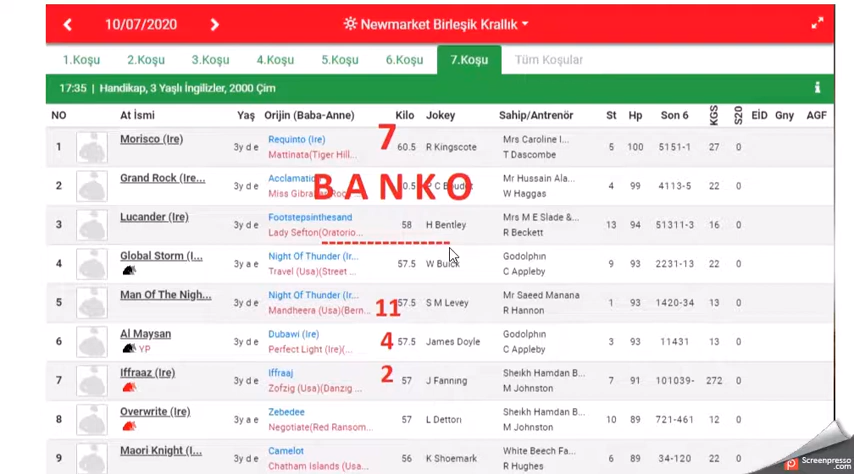 10/07/2020 Newmarket Birleşik Krallık
1.Koşu 2.Koşu 3.Koşu 4.Koşu 5.Koşu 6.Koşu 7.Koşu Tüm Koşular
17:35 | Handikap, 3 Yaşlı İngilizler, 2000 Çim
NO At İsmi Yaş Orijin (Baba-Anne) Kilo Jokey Sahip/Antrenör St Hp Son 6 KGS S20 EİD Gny AGF
1 Morisco (Ire) 3y d e Requinto (Ire) 60.5 R Kingscote Mrs Caroline I... 5 100 5151-1 27 0
Mattinata(Tiger Hill... T Dascombe
7
2 Grand Rock (Ire... 3y d e Acclamation 4 99 4113-5 22 0
Mr Hussain Ala...
W Haggas
BANKO
3 Lucander (Ire) 3y d e Footstepsinthesand 58 H Bentley Mrs M E Slade &... 13 94 51311-3 16 0
Lady Sefton(Oratorio... R Beckett
4 Global Storm (I... 3y a e Night Of Thunder (Ir... 57.5 W Buick Godolphin 9 93 2231-13 22 0
Travel (Usa)(Street ... C Appleby
5 Man Of The Nigh... 3y d e Night Of Thunder (Ir... 57.5 S M Levey Mr Saeed Manana 1 93 1420-34 13 0
Mandheera (Usa)(Bern... R Hannon
11
6 Al Maysan 3y d e Dubawi (Ire) 57.5 James Doyle Godolphin 3 93 11431 13 0
YP Perfect Light (Ire)(... C Appleby
4
7 Iffraaz (Ire) 3y d e Iffraaj 57 J Fanning Sheikh Hamdan B... 7 91 101039- 272 0
Zofzig (Usa)(Danzig ... M Johnston
2
8 Overwrite (Ire) 3y a e Zebedee 57 L Dettori Sheikh Hamdan B... 10 89 721-461 12 0
Negotiate(Red Ransom... M Johnston
9 Maori Knight (I... 3y d e Camelot 56 K Shoemark White Beech Fa... 6 89 34-120 22 0
Chatham Islands (Usa... R Hughes
Screenpresso
.com